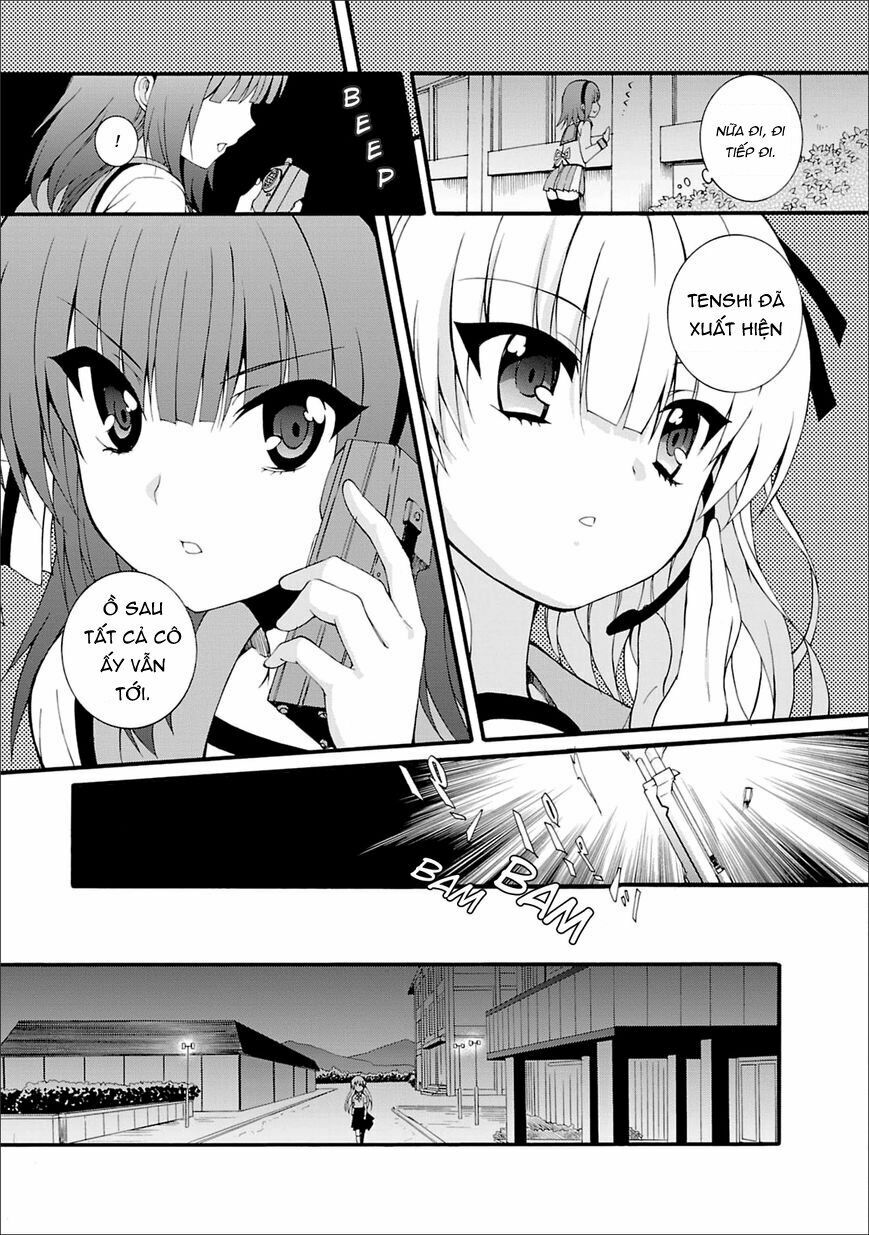 NỮA ĐI, ĐI
TIẾP ĐI.
BEEP
!
TENSHI ĐÃ
XUẤT HIỆN
Ồ SAU
TẤT CẢ CÔ
ẤY VẪN
TỚI.
BAM
BAM